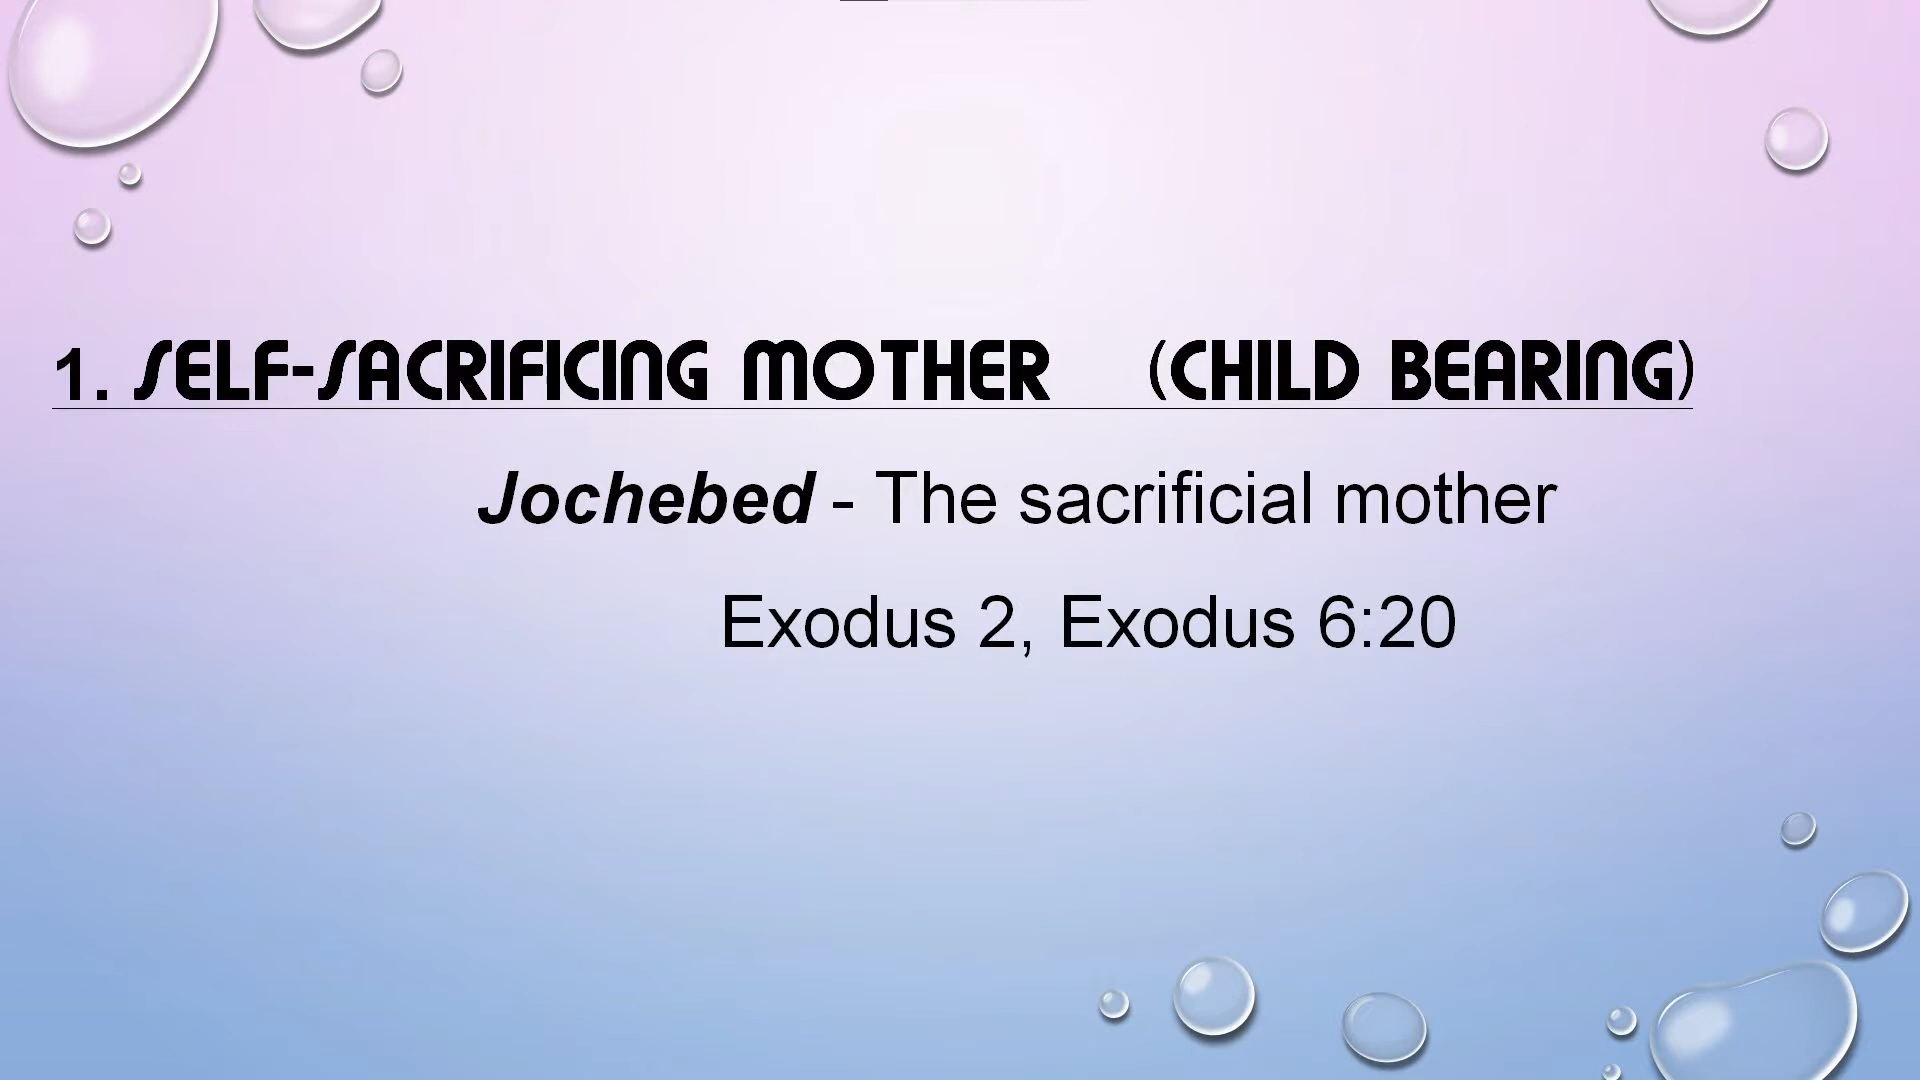 1. SELF-SACRIFICING MOTHER (CHILD BEARING)
Jochebed - The sacrificial mother
Exodus 2, Exodus 6:20